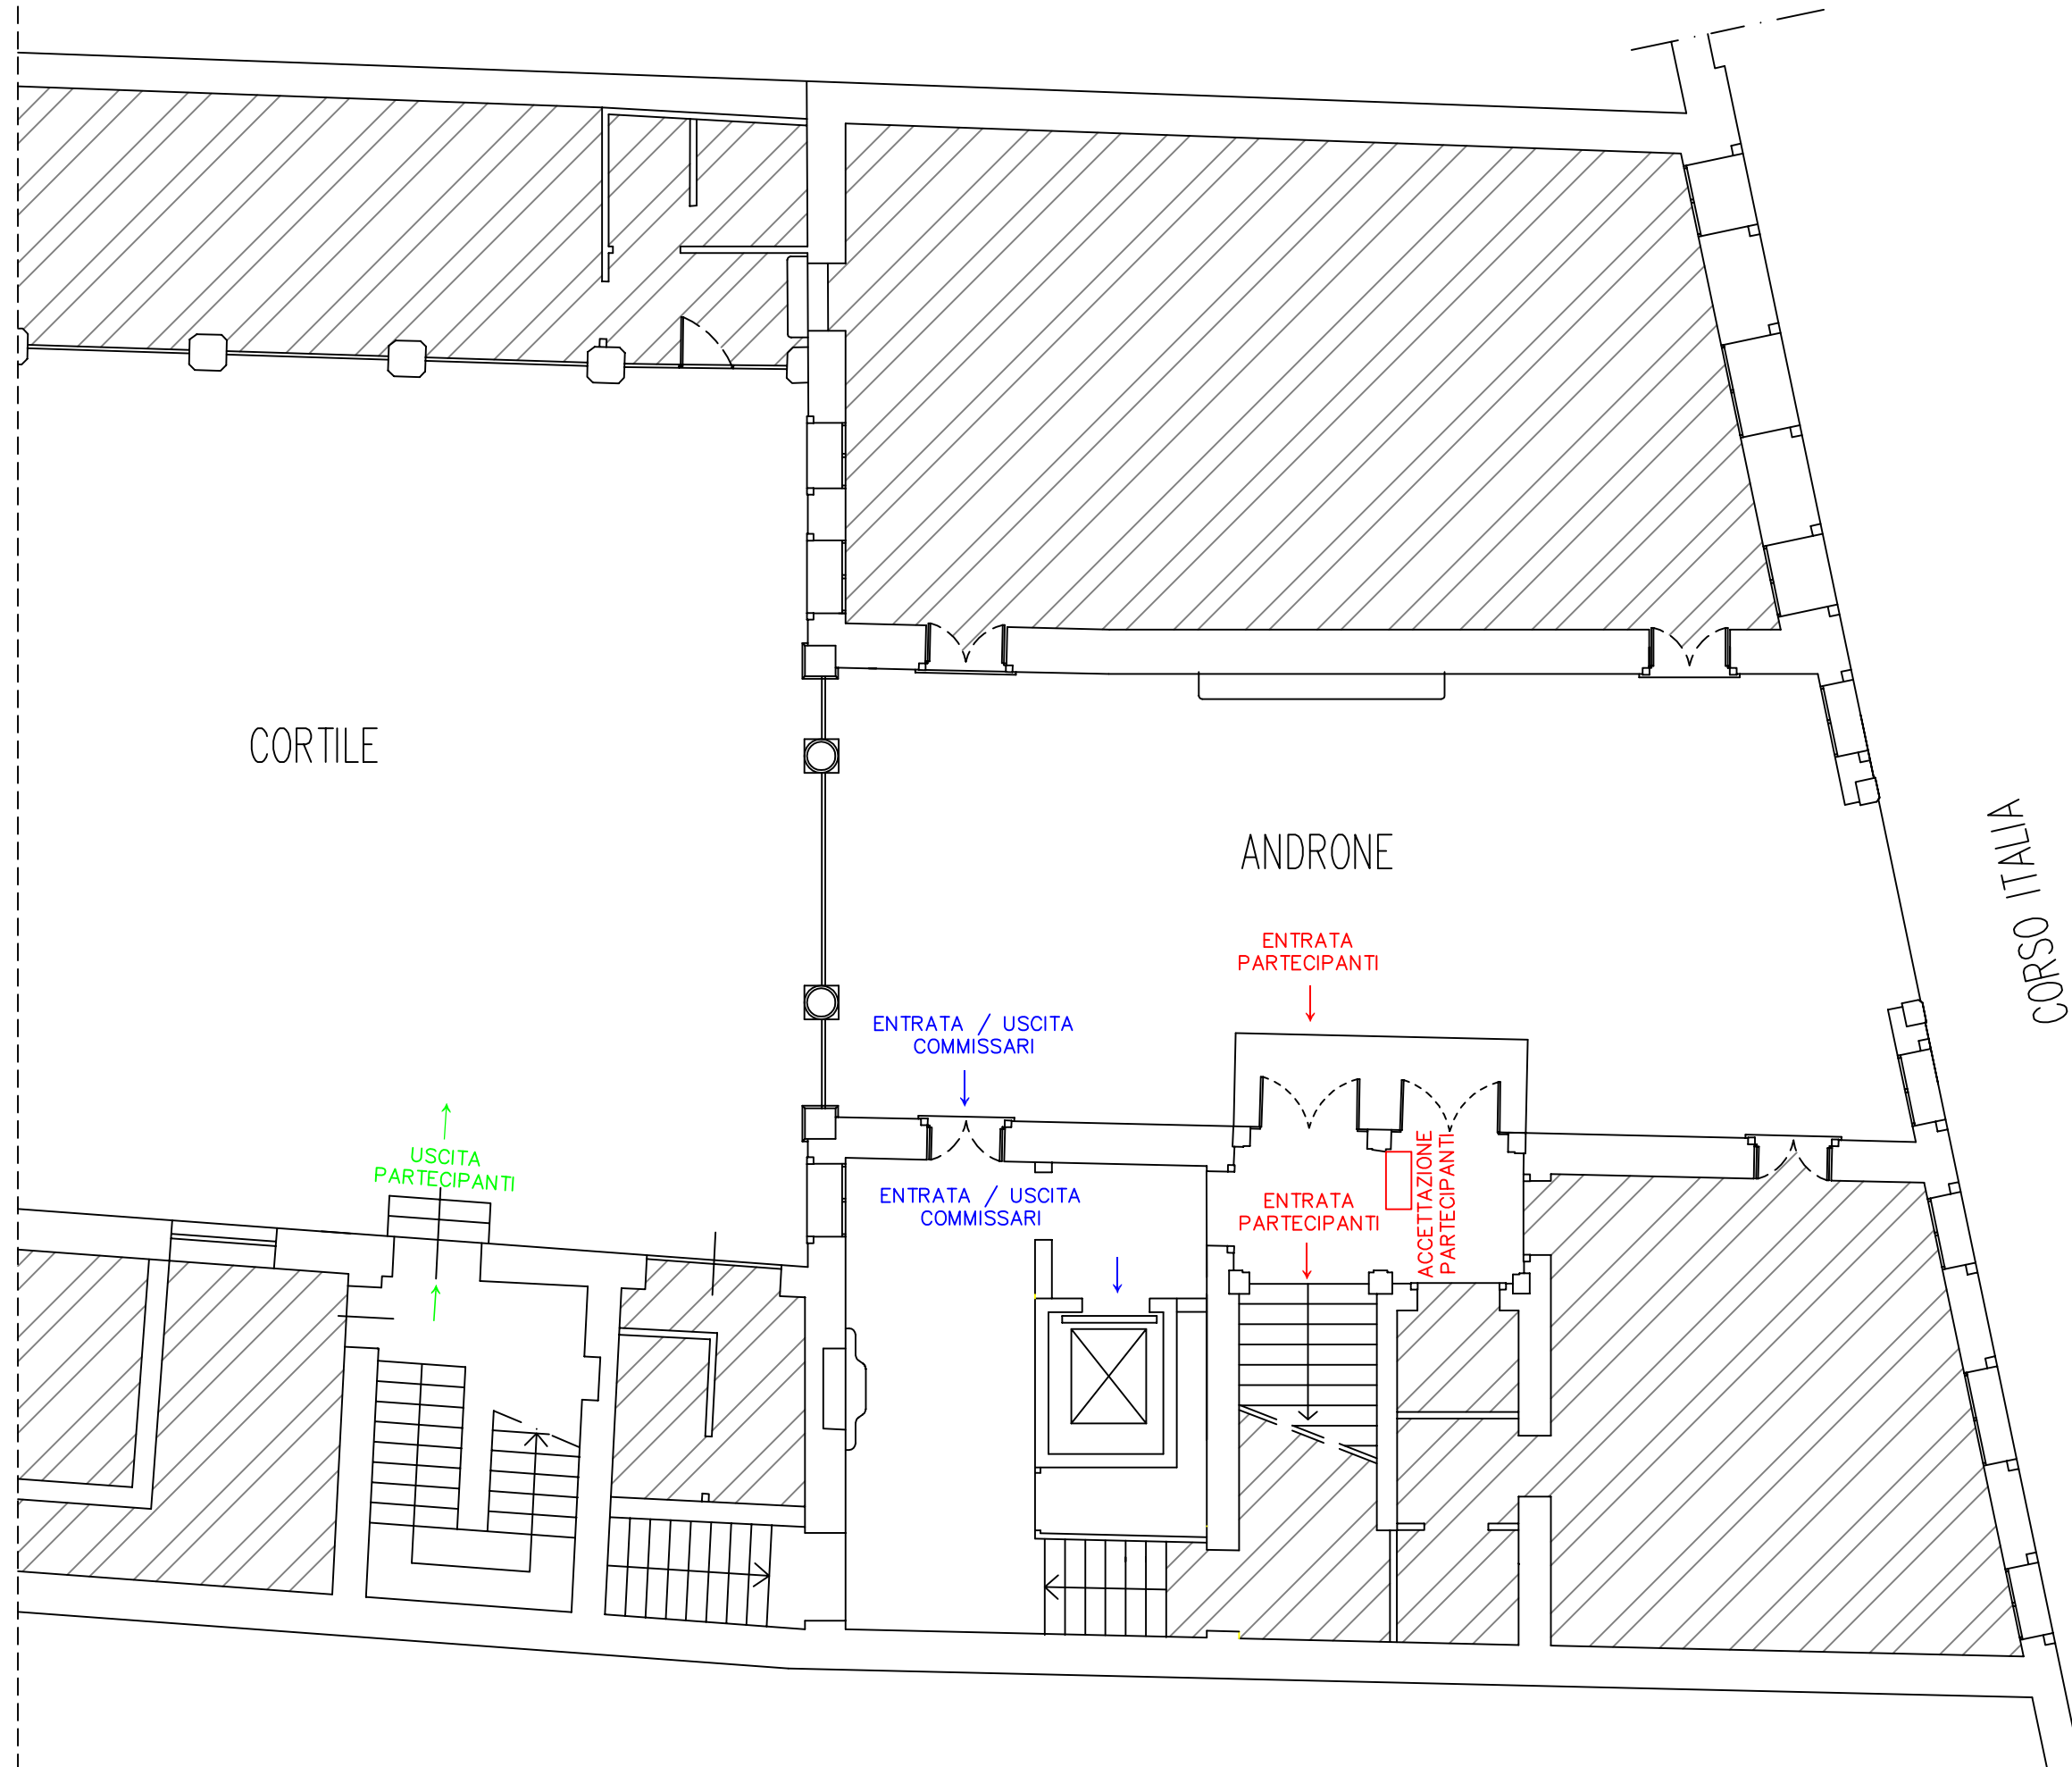 CORTILE
ANDRONE
CORSO ITALIA
ENTRATA
PARTECIPANTI
ENTRATA / USCITA
COMMISSARI
USCITA
PARTECIPANTI
ENTRATA / USCITA
COMMISSARI
ENTRATA
PARTECIPANTI
ACCETTAZIONE
PARTECIPANTI